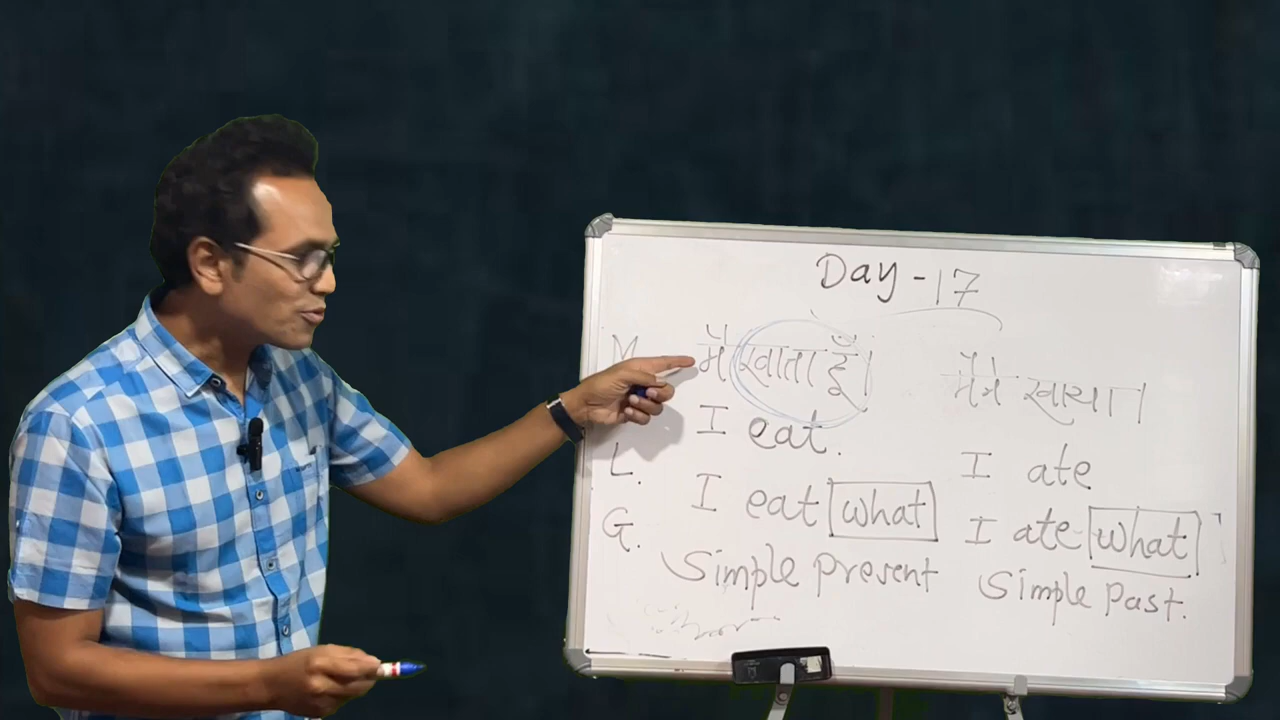 Day - 17
M मैं खाता हूँ। मैंने खाया।
I eat. I ate
L. I eat what I ate what
G. Simple Present Simple Past.